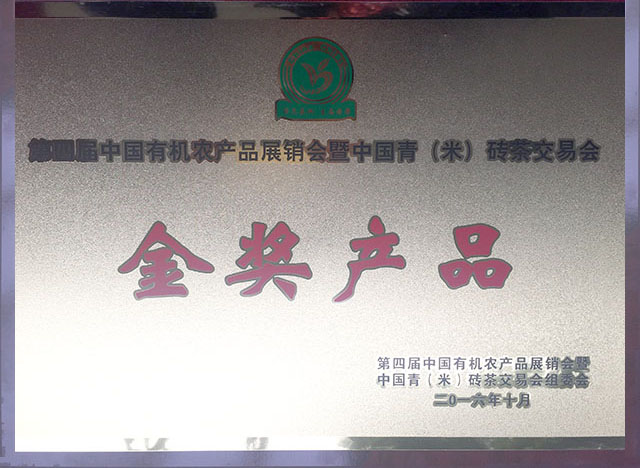 第四届中国有机农产品展销会暨中国青（米）砖茶交易会
金奖产品
第四届中国有机农产品展销会暨
中国青（米）砖茶交易会组委会
二0一六年十月